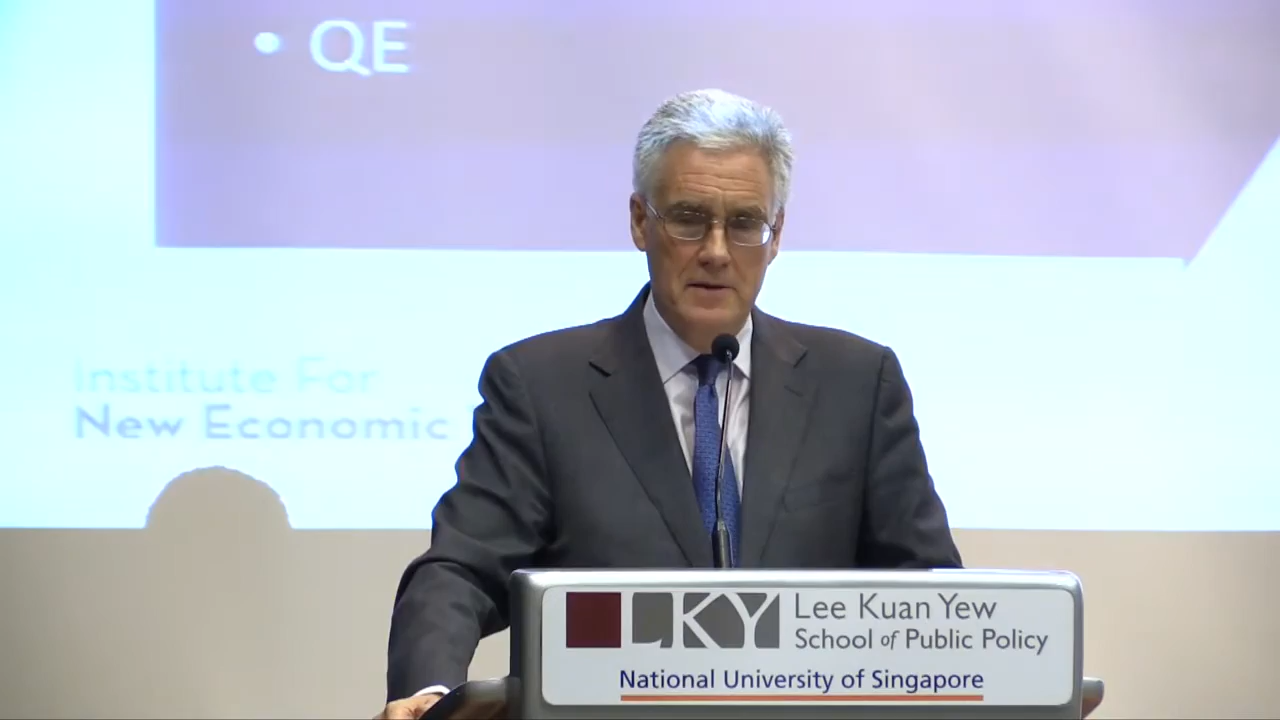 • QE
Institute For
New Economic
LKY
Lee Kuan Yew
School of Public Policy
National University of Singapore